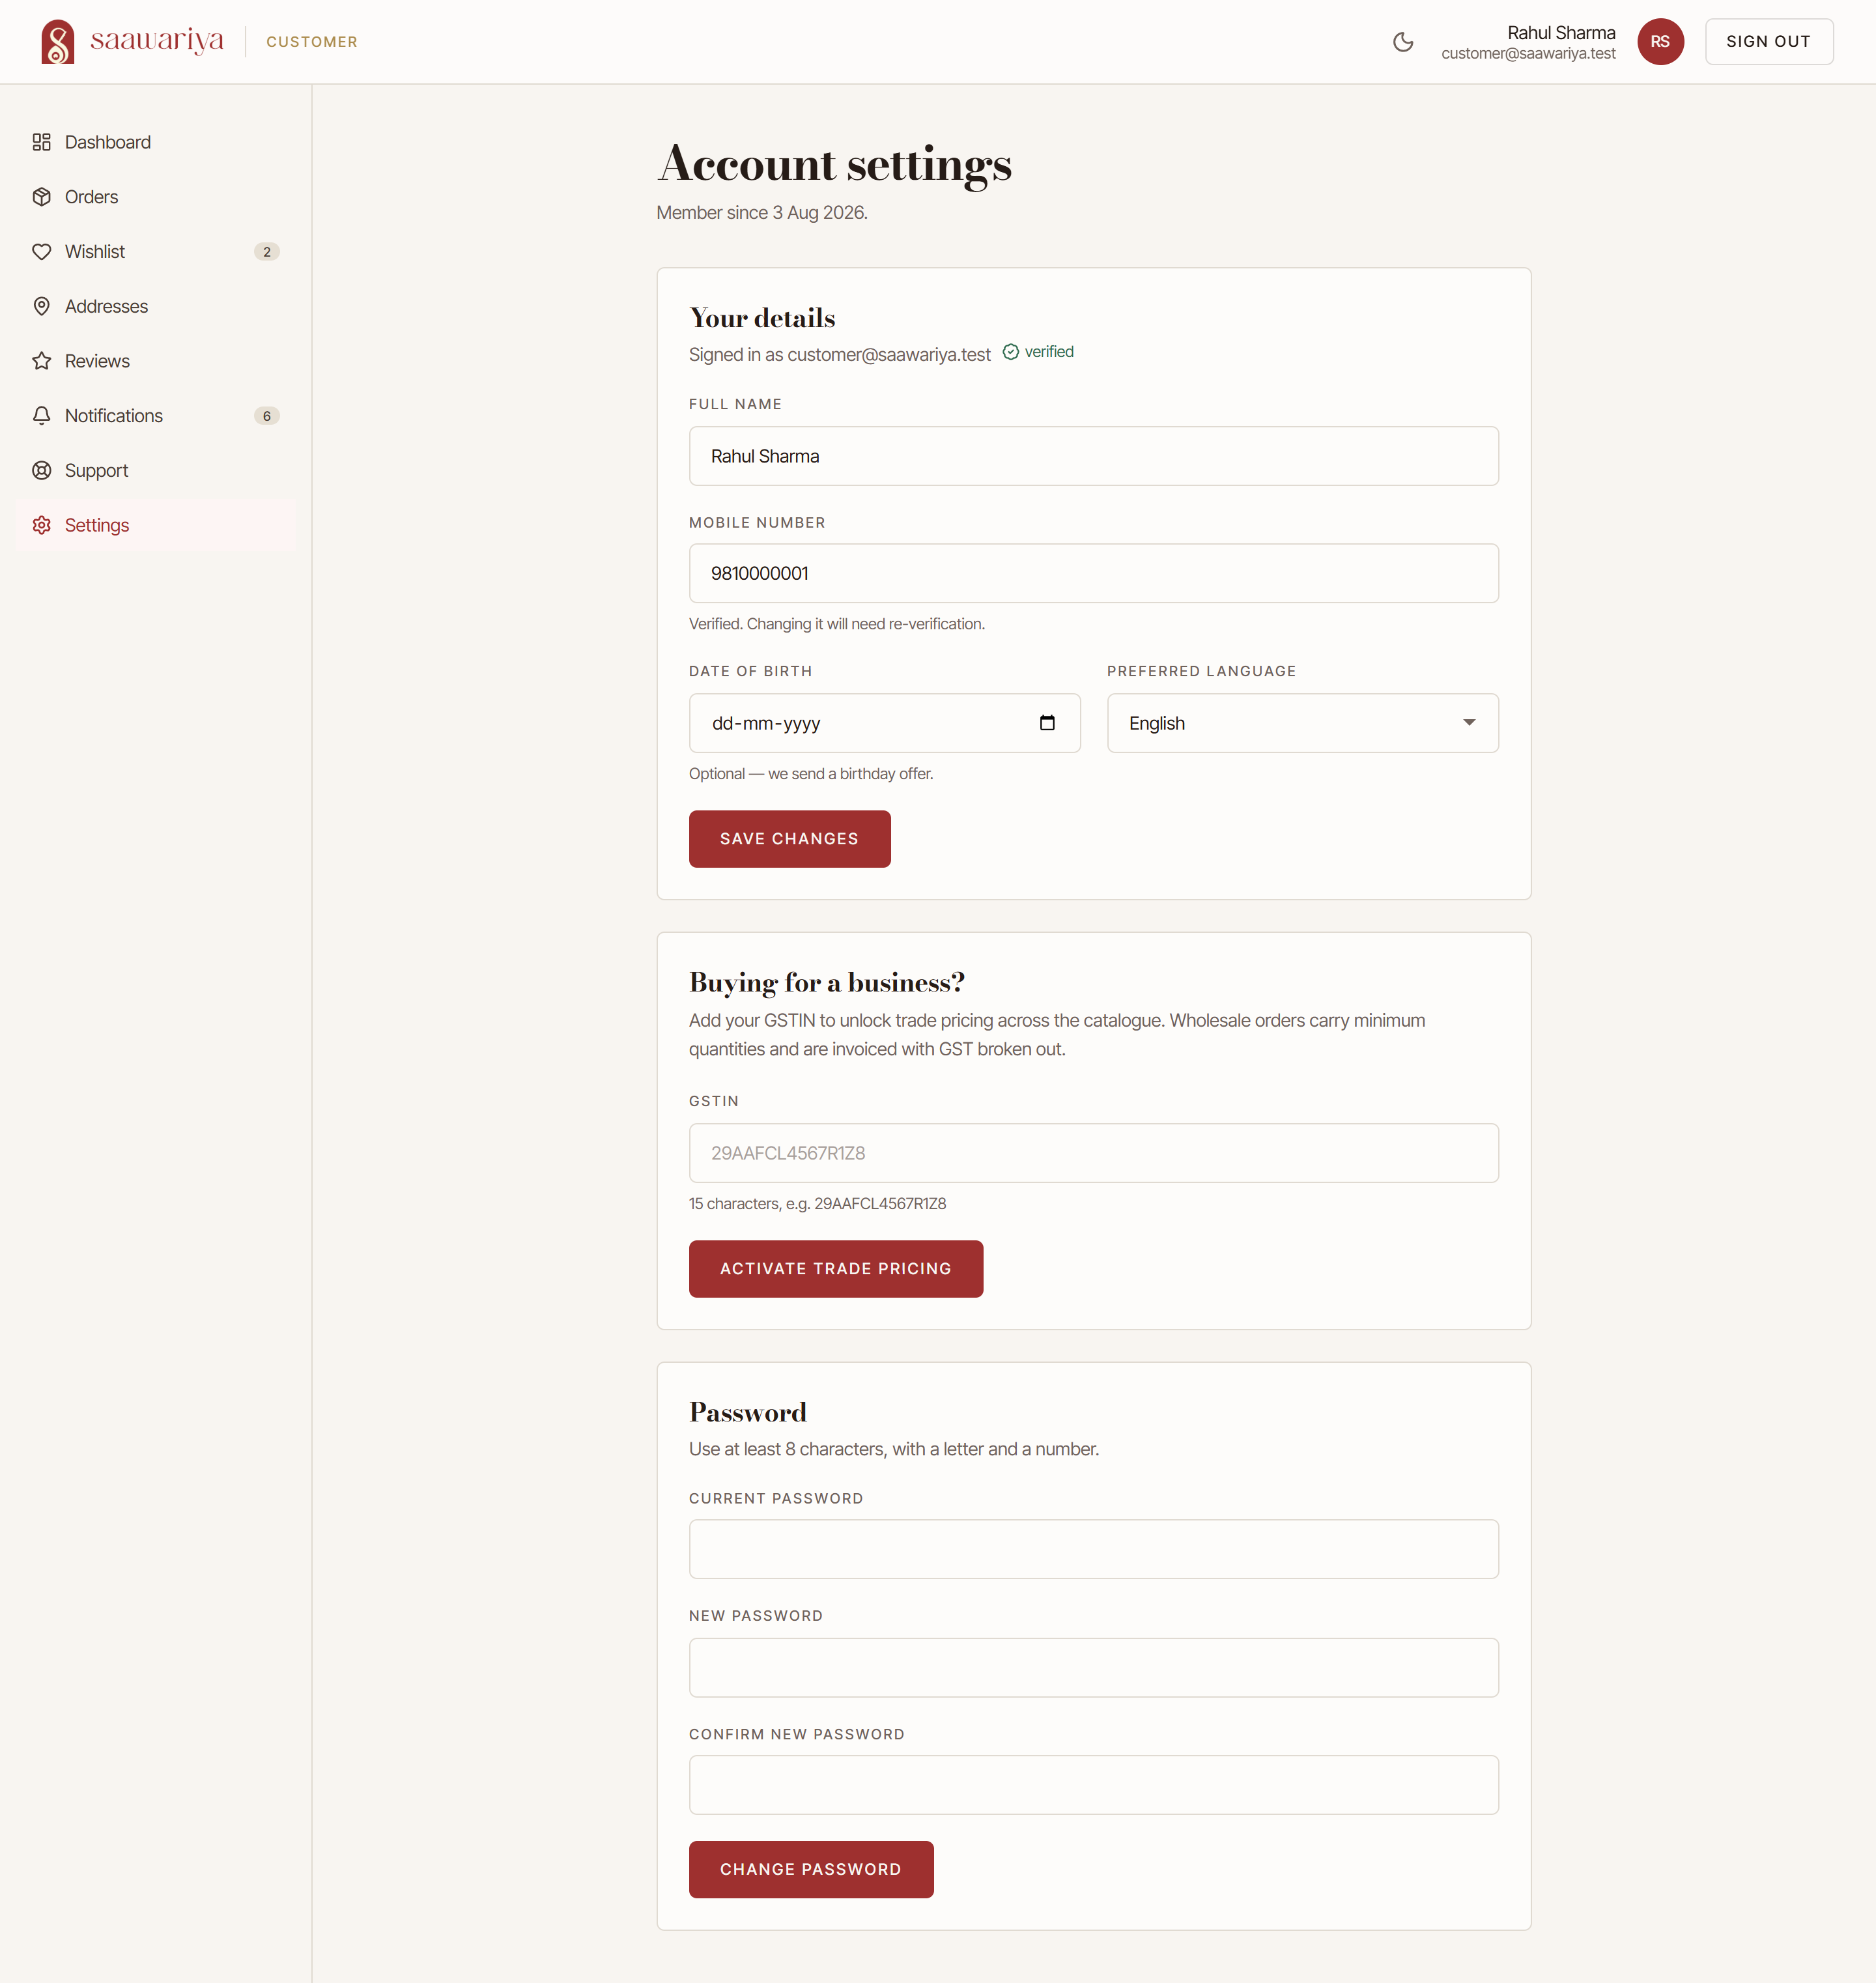 saawariya
CUSTOMER
Rahul Sharma
customer@saawariya.test
RS
SIGN OUT
Dashboard
Orders
Wishlist 2
Addresses
Reviews
Notifications 6
Support
Settings
Account settings
Member since 3 Aug 2026.
Your details
Signed in as customer@saawariya.test verified
FULL NAME
Rahul Sharma
MOBILE NUMBER
9810000001
Verified. Changing it will need re-verification.
DATE OF BIRTH
dd-mm-yyyy
Optional — we send a birthday offer.
PREFERRED LANGUAGE
English
SAVE CHANGES
Buying for a business?
Add your GSTIN to unlock trade pricing across the catalogue. Wholesale orders carry minimum
quantities and are invoiced with GST broken out.
GSTIN
29AAFCL4567R1Z8
15 characters, e.g. 29AAFCL4567R1Z8
ACTIVATE TRADE PRICING
Password
Use at least 8 characters, with a letter and a number.
CURRENT PASSWORD
NEW PASSWORD
CONFIRM NEW PASSWORD
CHANGE PASSWORD